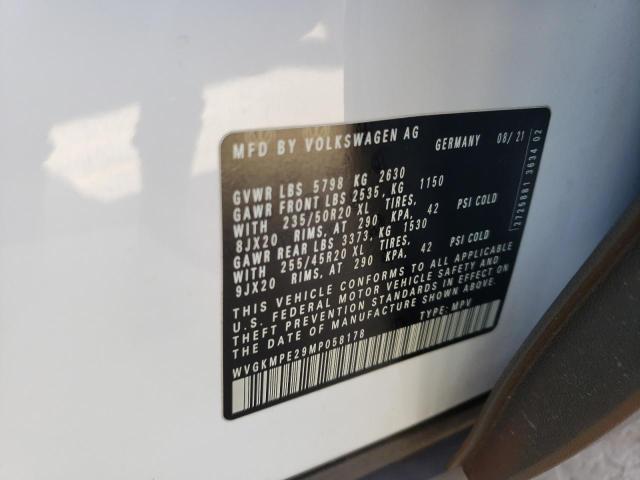 MFD BY VOLKSWAGEN AG GERMANY 08/21
GVWR LBS 5798 KG 2630
GAWR FRONT LBS 2535, KG 1150
WITH 235/50R20 XL TIRES,
8JX20 RIMS, AT 290 KPA, 42 PSI COLD
GAWR REAR LBS 3373, KG 1530
WITH 255/45R20 XL TIRES,
9JX20 RIMS, AT 290 KPA, 42 PSI COLD
THIS VEHICLE CONFORMS TO ALL APPLICABLE
U.S. FEDERAL MOTOR VEHICLE SAFETY AND
THEFT PREVENTION STANDARDS IN EFFECT ON
THE DATE OF MANUFACTURE SHOWN ABOVE.
WVGKMPE29MP058178 TYPE: MPV
2725881 3634 02